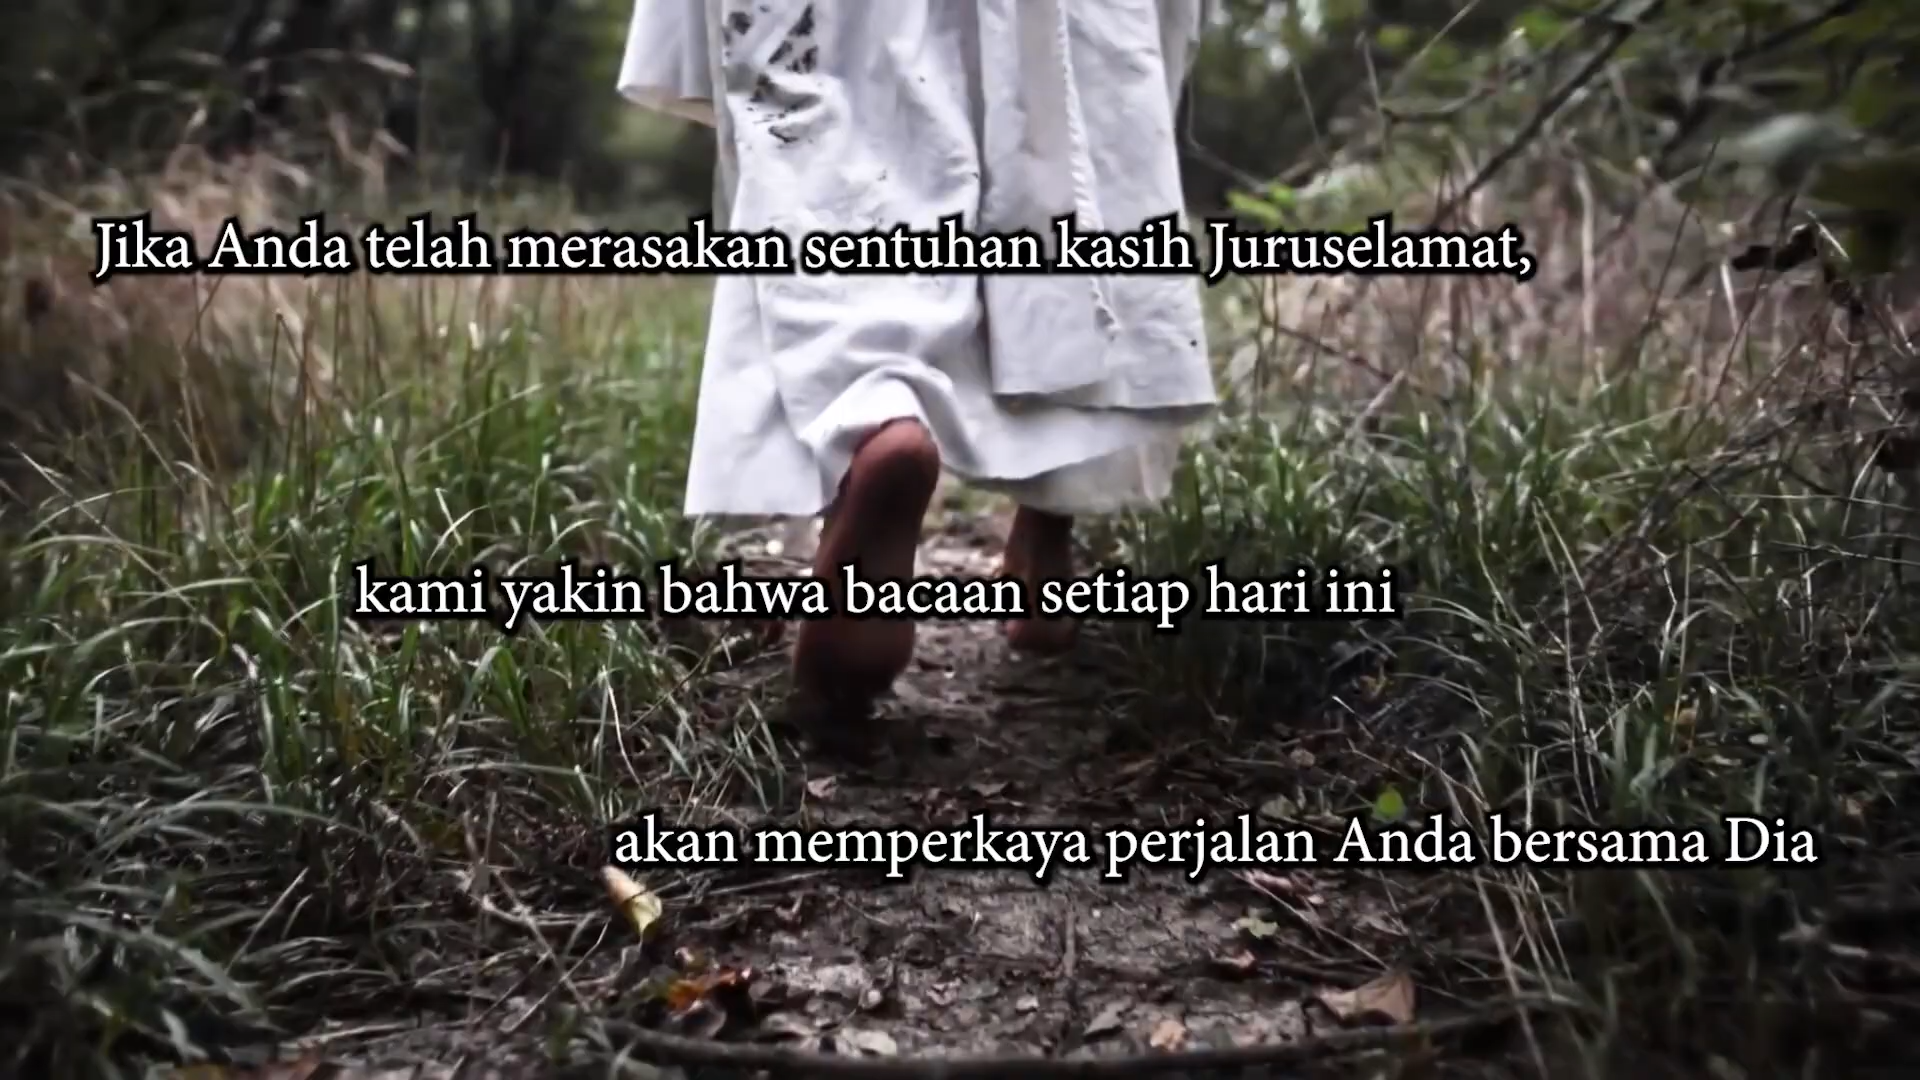 Jika Anda telah merasakan sentuhan kasih Juruselamat,
kami yakin bahwa bacaan setiap hari ini
akan memperkaya perjalan Anda bersama Dia